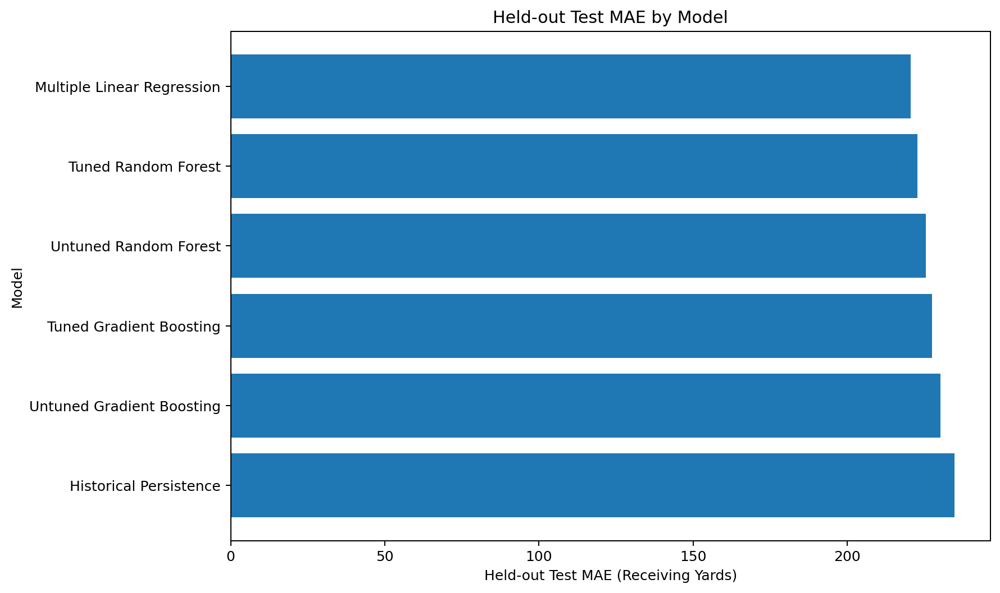 Held-out Test MAE by Model
Model
Multiple Linear Regression
Tuned Random Forest
Untuned Random Forest
Tuned Gradient Boosting
Untuned Gradient Boosting
Historical Persistence
0 50 100 150 200
Held-out Test MAE (Receiving Yards)